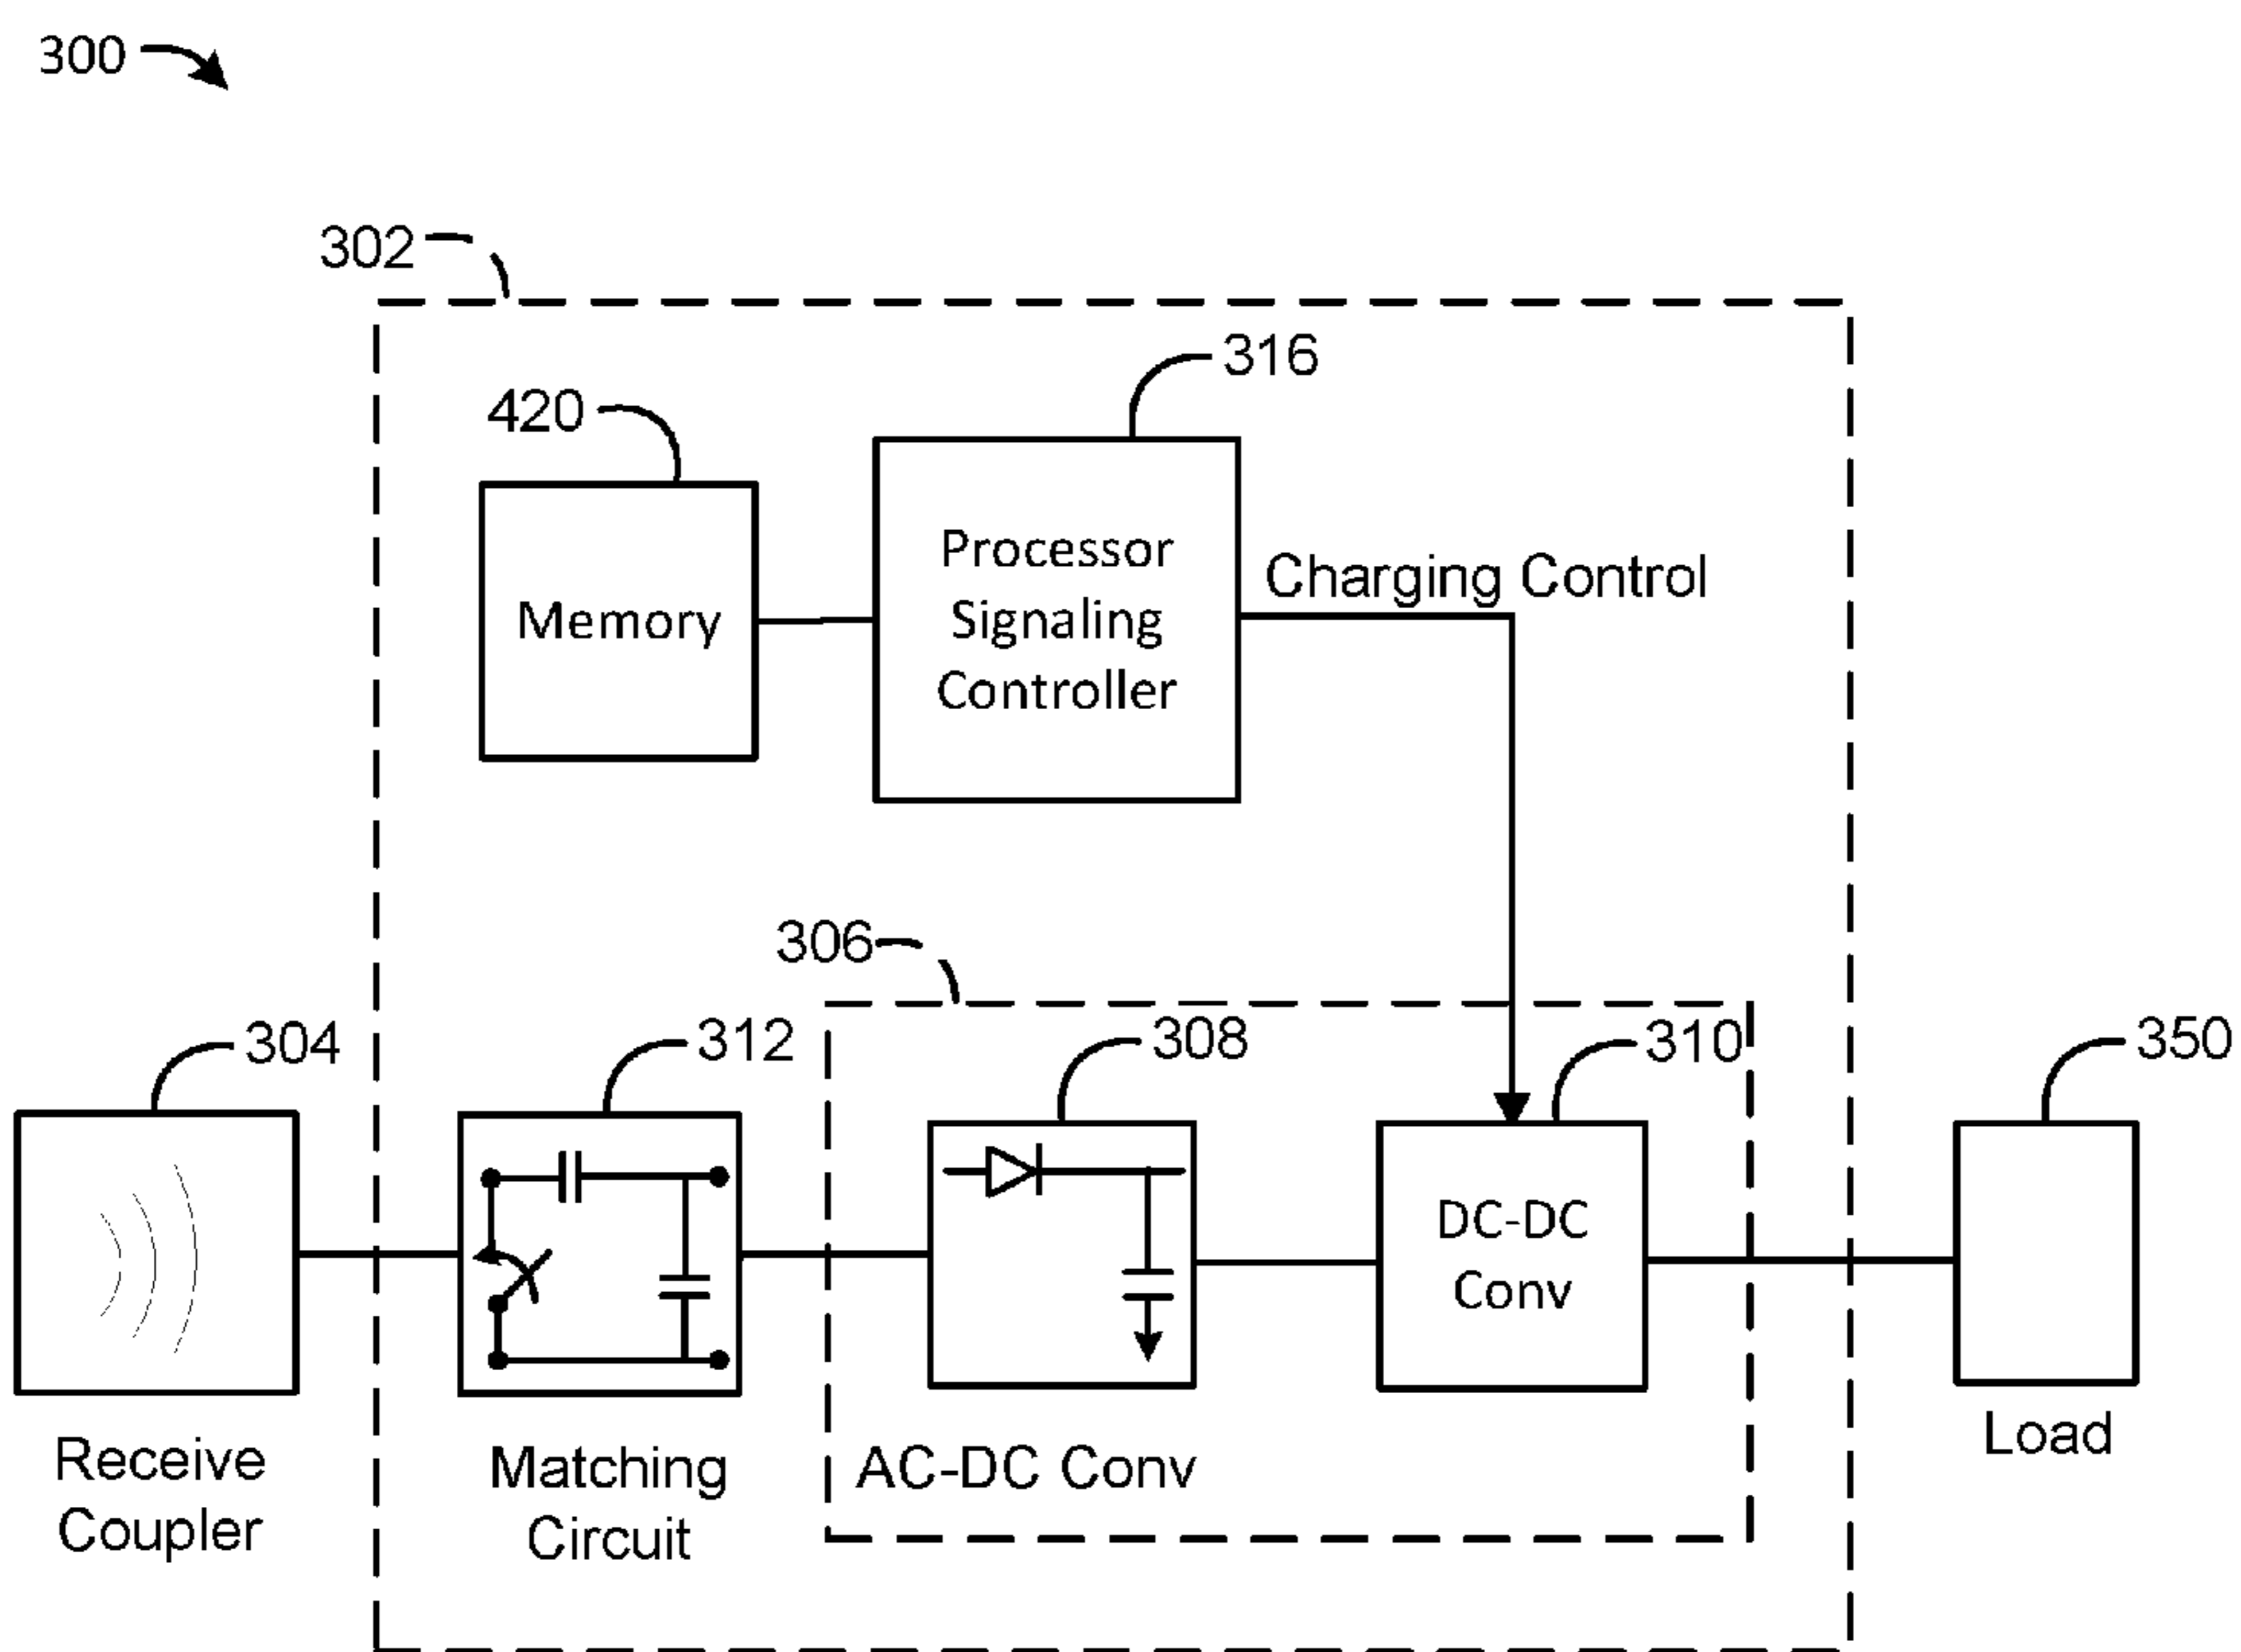 300
302
316
420
Processor
Signaling
Controller
Memory
Charging Control
306
304
312
308
310
350
DC-DC
Conv
Receive
Coupler
Matching
Circuit
AC-DC Conv
Load